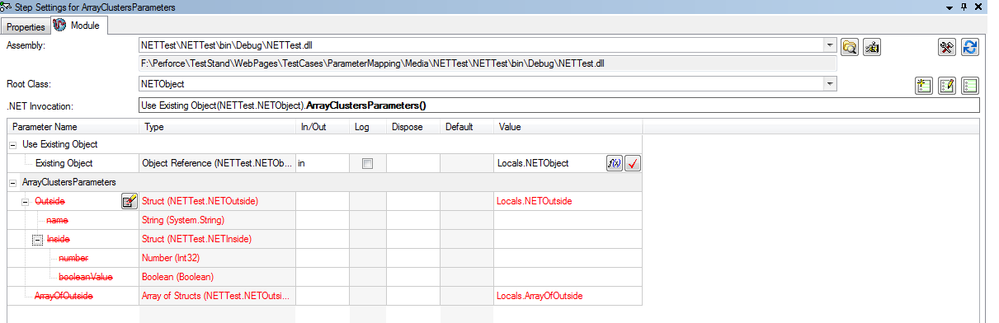 Step Settings for ArrayClustersParameters
Properties Module
Assembly: NETTest\NETTest\bin\Debug\NETTest.dll
F:\Perforce\TestStand\WebPages\TestCases\ParameterMapping\Media\NETTest\NETTest\bin\Debug\NETTest.dll
Root Class: NETObject
.NET Invocation: Use Existing Object(NETTest.NETObject).ArrayClustersParameters()
Parameter Name Type In/Out Log Dispose Default Value
Use Existing Object
Existing Object Object Reference (NETTest.NETOb... in Locals.NETObject f(x)
ArrayClustersParameters
Outside Struct (NETTest.NETOutside) Locals.NETOutside
name String (System.String)
Inside Struct (NETTest.NETInside)
number Number (Int32)
booleanValue Boolean (Boolean)
ArrayOfOutside Array of Structs (NETTest.NETOutsi... Locals.ArrayOfOutside